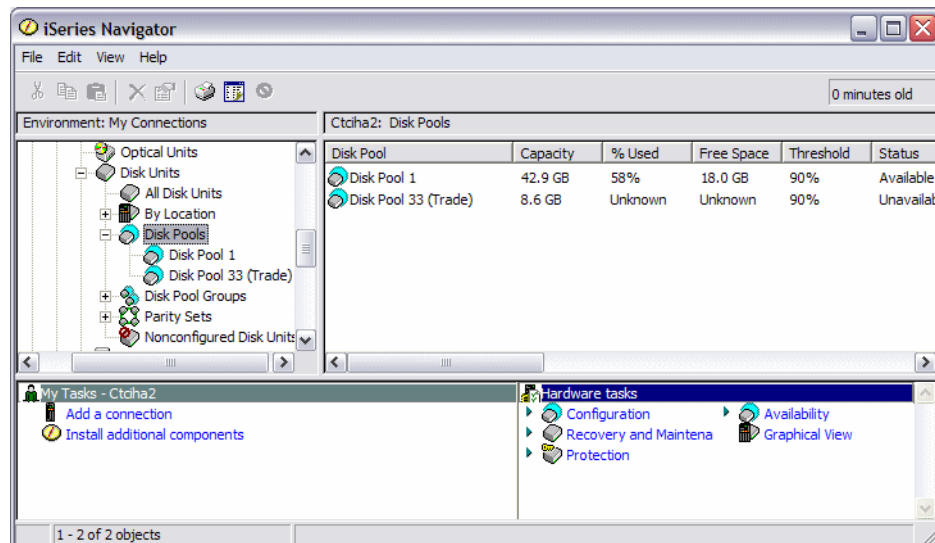 iSeries Navigator
File Edit View Help
0 minutes old
Environment: My Connections
Ctciha2: Disk Pools
Optical Units
Disk Units
All Disk Units
By Location
Disk Pools
Disk Pool 1
Disk Pool 33 (Trade)
Disk Pool Groups
Parity Sets
Nonconfigured Disk Units
Disk Pool Capacity % Used Free Space Threshold Status
Disk Pool 1 42.9 GB 58% 18.0 GB 90% Available
Disk Pool 33 (Trade) 8.6 GB Unknown Unknown 90% Unavailab
My Tasks - Ctciha2
Add a connection
Install additional components
Hardware tasks
Configuration
Recovery and Maintena
Protection
Availability
Graphical View
1 - 2 of 2 objects